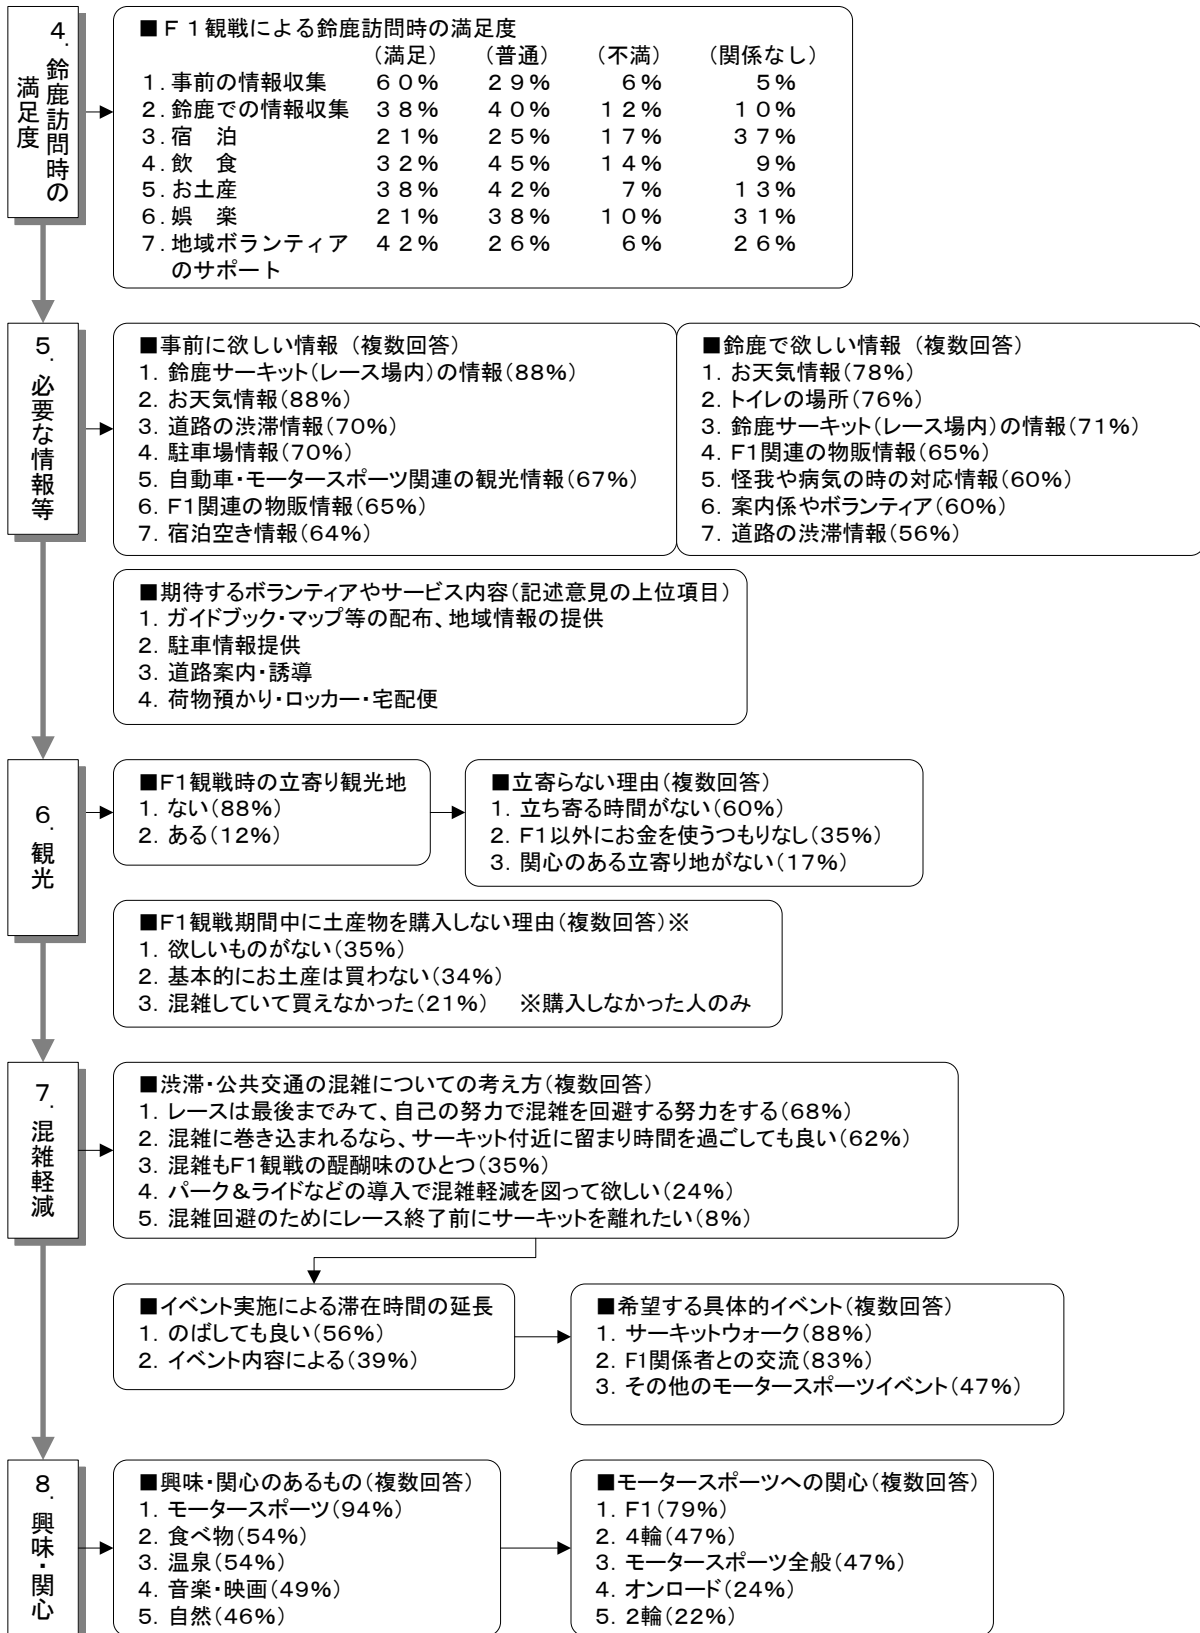 4. 鈴鹿訪問時の満足度
■Ｆ１観戦による鈴鹿訪問時の満足度
（満足） （普通） （不満） （関係なし）
１．事前の情報収集 ６０％ ２９％ ６％ ５％
２．鈴鹿での情報収集 ３８％ ４０％ １２％ １０％
３．宿　泊 ２１％ ２５％ １７％ ３７％
４．飲　食 ３２％ ４５％ １４％ ９％
５．お土産 ３８％ ４２％ ７％ １３％
６．娯　楽 ２１％ ３８％ １０％ ３１％
７．地域ボランティア ４２％ ２６％ ６％ ２６％
のサポート
5. 必要な情報等
■事前に欲しい情報（複数回答）
1．鈴鹿サーキット（レース場内）の情報（88%）
2．お天気情報（88%）
3．道路の渋滞情報（70%）
4．駐車場情報（70%）
5．自動車・モータースポーツ関連の観光情報（67%）
6．F1関連の物販情報（65%）
7．宿泊空き情報（64%）
■鈴鹿で欲しい情報（複数回答）
1．お天気情報（78%）
2．トイレの場所（76%）
3．鈴鹿サーキット（レース場内）の情報（71%）
4．F1関連の物販情報（65%）
5．怪我や病気の時の対応情報（60%）
6．案内係やボランティア（60%）
7．道路の渋滞情報（56%）
■期待するボランティアやサービス内容（記述意見の上位項目）
1．ガイドブック・マップ等の配布、地域情報の提供
2．駐車情報提供
3．道路案内・誘導
4．荷物預かり・ロッカー・宅配便
6. 観光
■F1観戦時の立寄り観光地
1．ない（88%）
2．ある（12%）
■立寄らない理由（複数回答）
1．立ち寄る時間がない（60%）
2．F1以外にお金を使うつもりなし（35%）
3．関心のある立寄り地がない（17%）
■F1観戦期間中に土産物を購入しない理由（複数回答）※
1．欲しいものがない（35%）
2．基本的にお土産は買わない（34%）
3．混雑していて買えなかった（21%）　※購入しなかった人のみ
7. 混雑軽減
■渋滞・公共交通の混雑についての考え方（複数回答）
1．レースは最後までみて、自己の努力で混雑を回避する努力をする（68%）
2．混雑に巻き込まれるなら、サーキット付近に留まり時間を過ごしても良い（62%）
3．混雑もF1観戦の醍醐味のひとつ（35%）
4．パーク＆ライドなどの導入で混雑軽減を図って欲しい（24%）
5．混雑回避のためにレース終了前にサーキットを離れたい（8%）
■イベント実施による滞在時間の延長
1．のばしても良い（56%）
2．イベント内容による（39%）
■希望する具体的イベント（複数回答）
1．サーキットウォーク（88%）
2．F1関係者との交流（83%）
3．その他のモータースポーツイベント（47%）
8. 興味・関心
■興味・関心のあるもの（複数回答）
1．モータースポーツ（94%）
2．食べ物（54%）
3．温泉（54%）
4．音楽・映画（49%）
5．自然（46%）
■モータースポーツへの関心（複数回答）
1．F1（79%）
2．4輪（47%）
3．モータースポーツ全般（47%）
4．オンロード（24%）
5．2輪（22%）